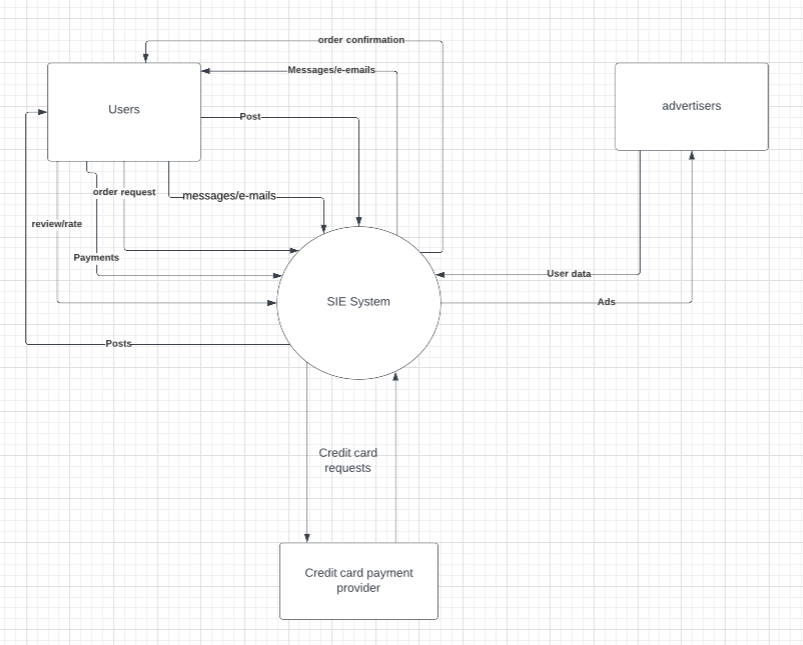 order confirmation
Messages/e-emails
Users
Post
advertisers
order request
messages/e-mails
review/rate
Payments
User data
SIE System
Ads
Posts
Credit card
requests
Credit card payment
provider